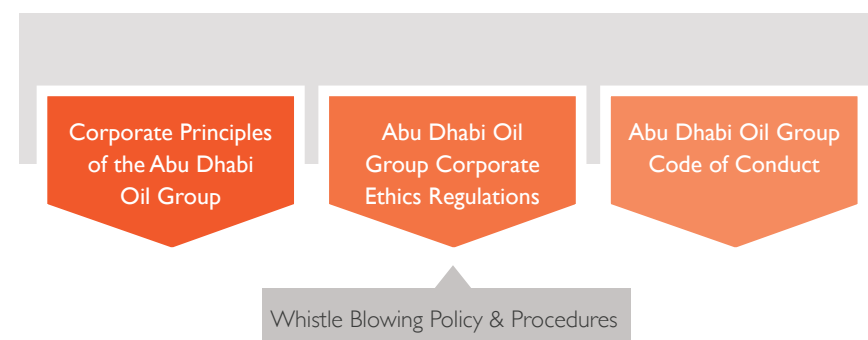 Corporate Principles
of the Abu Dhabi
Oil Group
Abu Dhabi Oil
Group Corporate
Ethics Regulations
Abu Dhabi Oil Group
Code of Conduct
Whistle Blowing Policy & Procedures